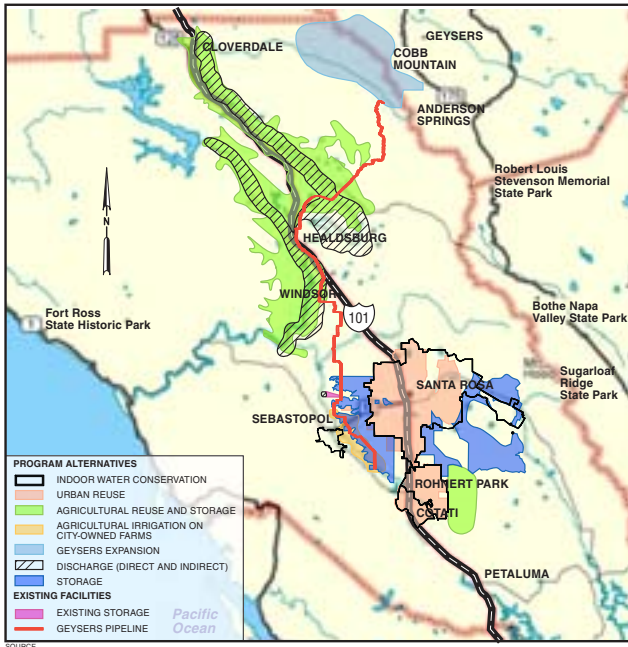 CLOVERDALE
GEYSERS
COBB
MOUNTAIN
ANDERSON
SPRINGS
Robert Louis
Stevenson Memorial
State Park
N
HEALDSBURG
WINDSOR
101
Fort Ross
State Historic Park
1
Bothe Napa
Valley State Park
Sugarloaf
Ridge
State Park
SANTA ROSA
SEBASTOPOL
ROHNERT PARK
COTATI
PETALUMA
PROGRAM ALTERNATIVES
INDOOR WATER CONSERVATION
URBAN REUSE
AGRICULTURAL REUSE AND STORAGE
AGRICULTURAL IRRIGATION ON
CITY-OWNED FARMS
GEYSERS EXPANSION
DISCHARGE (DIRECT AND INDIRECT)
STORAGE
EXISTING FACILITIES
EXISTING STORAGE
GEYSERS PIPELINE
Pacific
Ocean
SOURCE